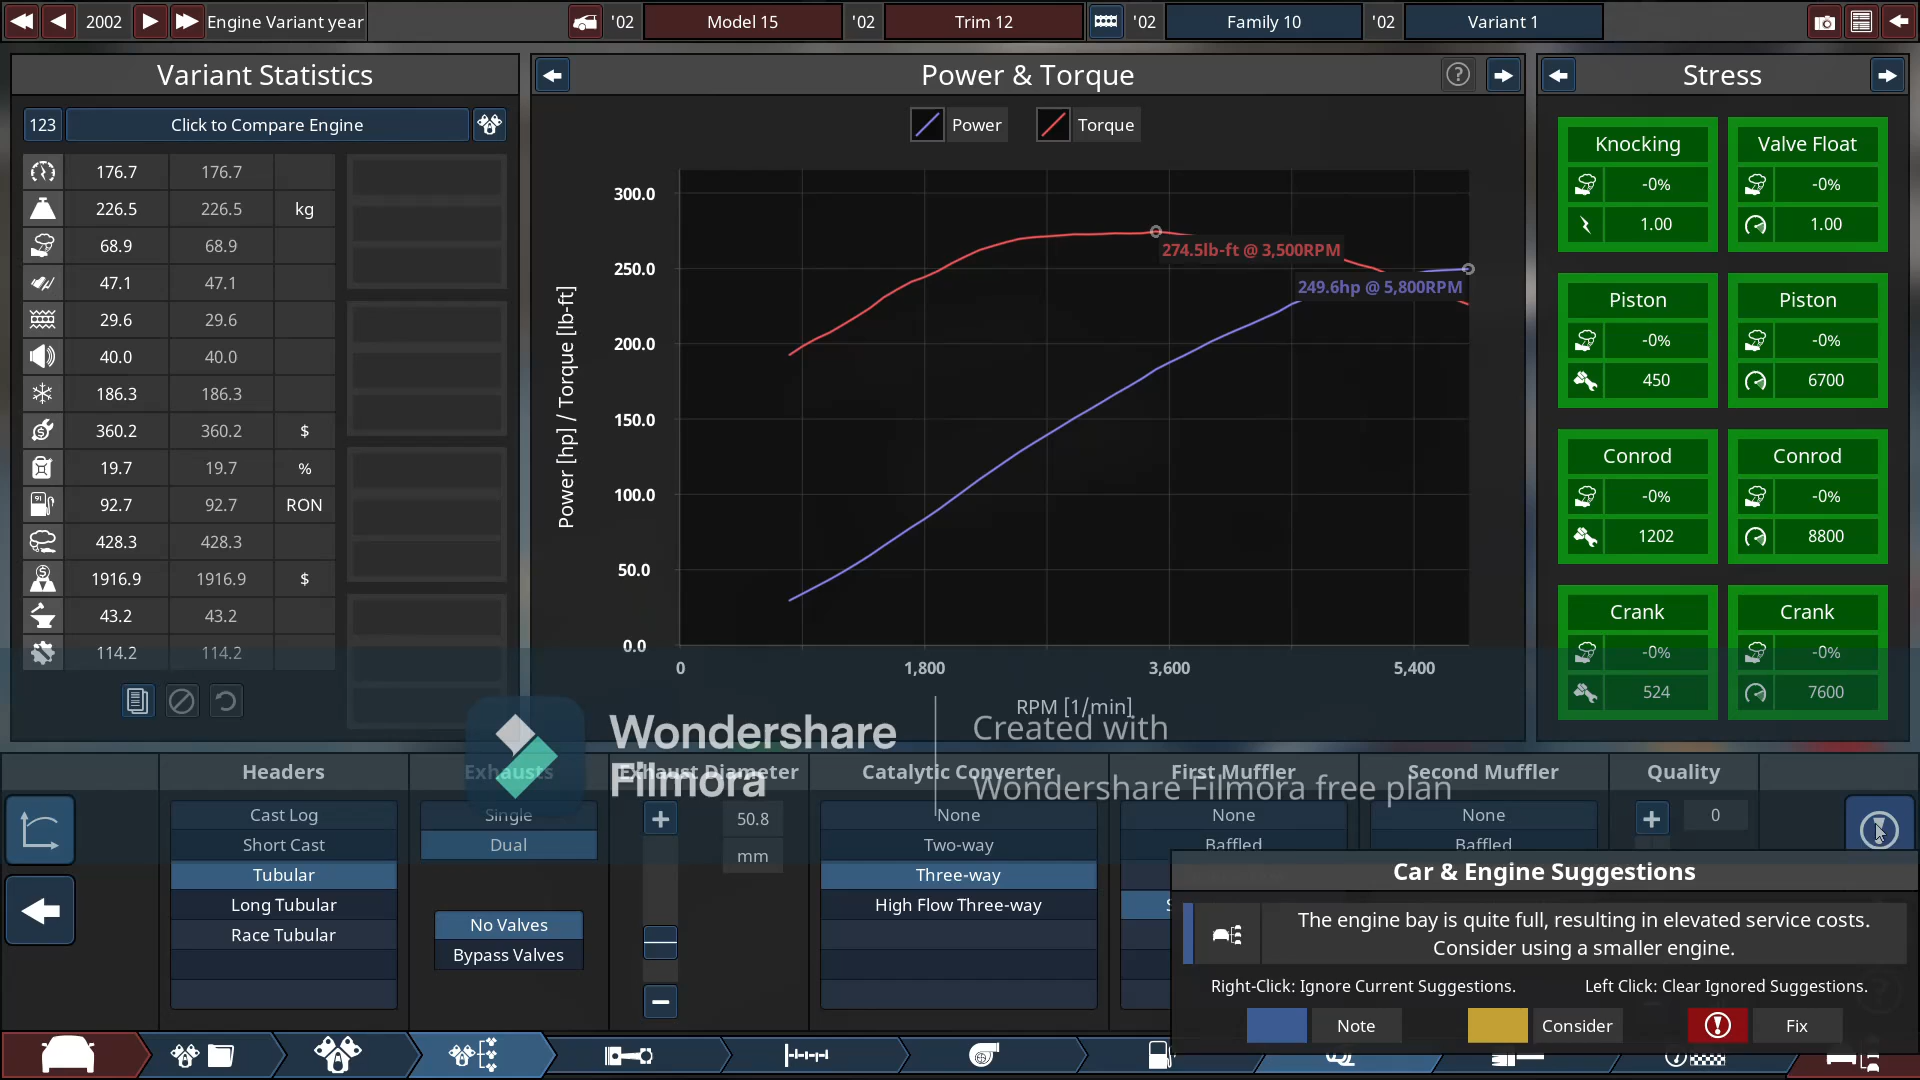 2002
Engine Variant year
'02
Model 15
'02
Trim 12
'02
Family 10
'02
Variant 1
Variant Statistics
123
Click to Compare Engine
176.7 176.7
226.5 226.5 kg
68.9 68.9
47.1 47.1
29.6 29.6
40.0 40.0
186.3 186.3
360.2 360.2 $
19.7 19.7 %
92.7 92.7 RON
428.3 428.3
1916.9 1916.9 $
43.2 43.2
114.2 114.2
Power & Torque
?
Power
Torque
Power [hp] / Torque [lb-ft]
300.0
250.0
200.0
150.0
100.0
50.0
0.0
274.5lb-ft @ 3,500RPM
249.6hp @ 5,800RPM
0
1,800
3,600
5,400
RPM [1/min]
Stress
Knocking
-0%
1.00
Valve Float
-0%
1.00
Piston
-0%
450
Piston
-0%
6700
Conrod
-0%
1202
Conrod
-0%
8800
Crank
-0%
524
Crank
-0%
7600
Wondershare
Filmora
Created with
Wondershare Filmora free plan
Headers
Cast Log
Short Cast
Tubular
Long Tubular
Race Tubular
Exhausts
Single
Dual
No Valves
Bypass Valves
Exhaust Diameter
50.8
mm
Catalytic Converter
None
Two-way
Three-way
High Flow Three-way
First Muffler
None
Baffled
Second Muffler
None
Baffled
Quality
0
Car & Engine Suggestions
The engine bay is quite full, resulting in elevated service costs.
Consider using a smaller engine.
Right-Click: Ignore Current Suggestions.
Left Click: Clear Ignored Suggestions.
Note
Consider
Fix